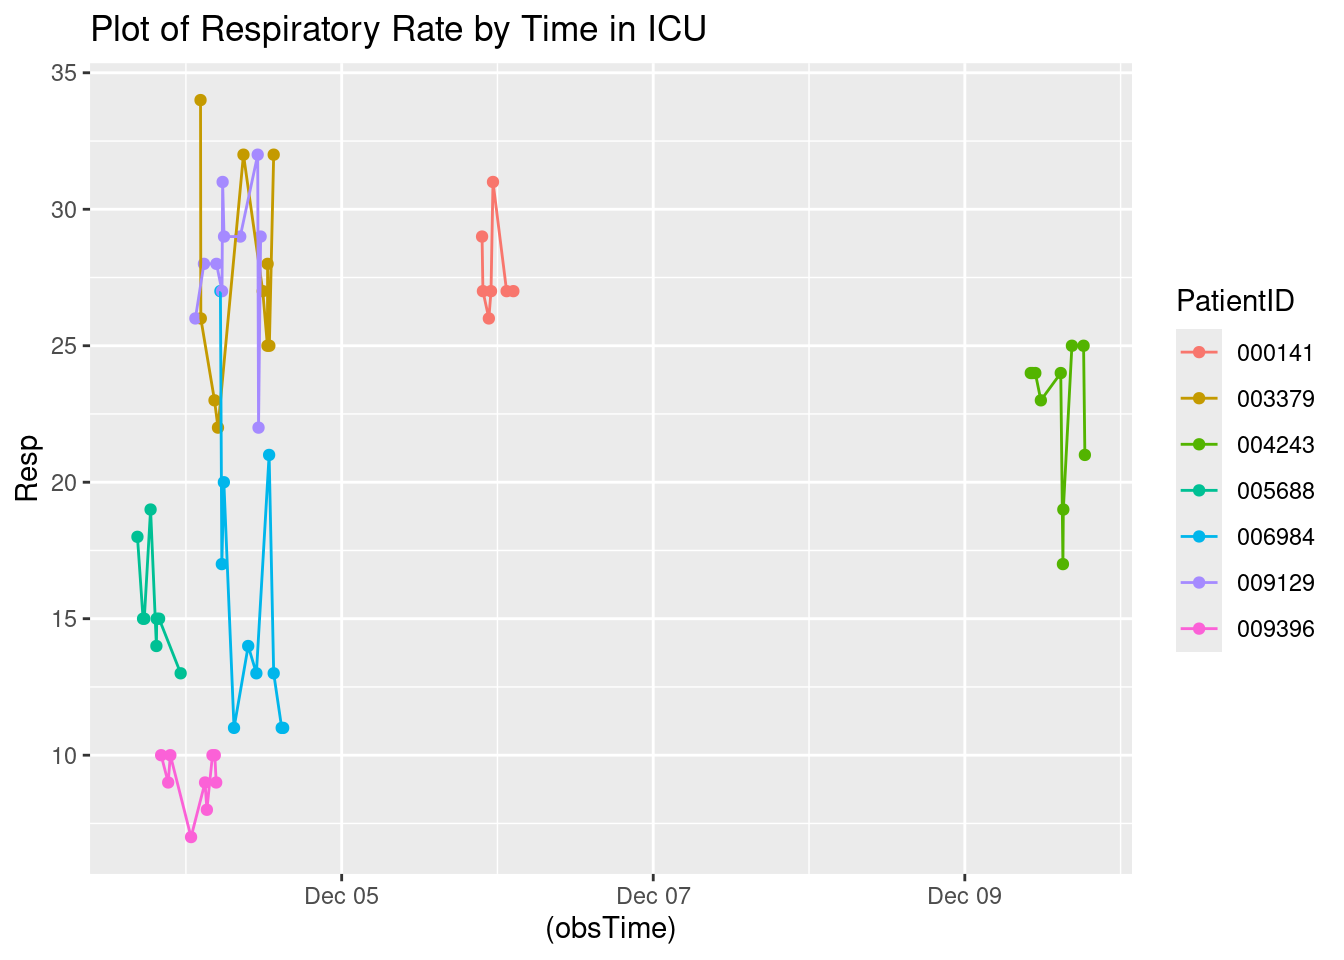 Plot of Respiratory Rate by Time in ICU
35
30
25
20
15
10
Resp
Dec 05
Dec 07
Dec 09
(obsTime)
PatientID
000141
003379
004243
005688
006984
009129
009396